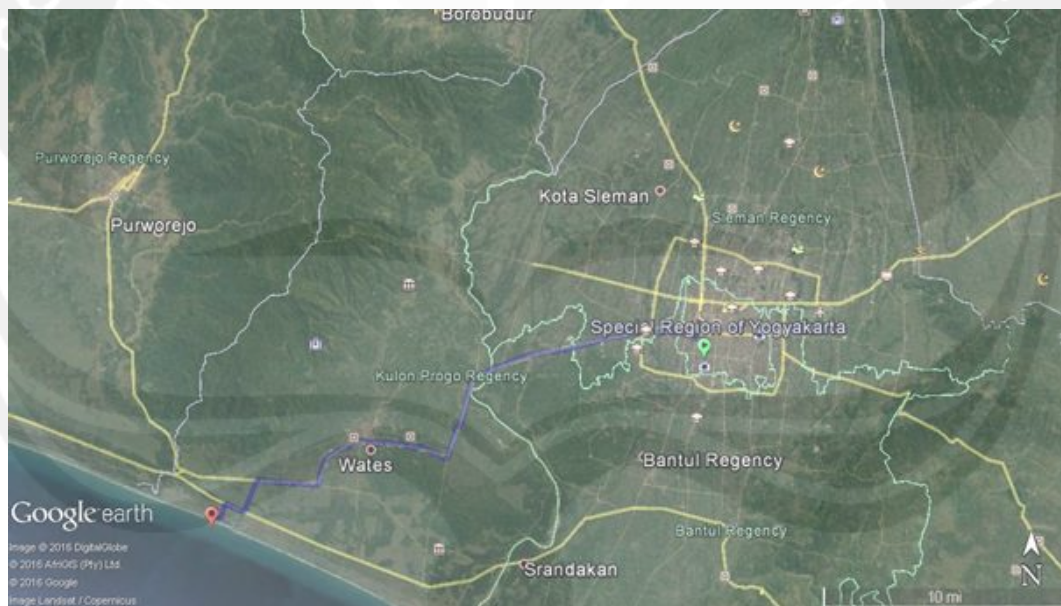 Borobudur
Purworejo Regency
Kota Sleman
Purworejo
Sleman Regency
Special Region of Yogyakarta
Kulon Progo Regency
Wates
Bantul Regency
Google earth
Bantul Regency
Image © 2016 DigitalGlobe
Image © 2016 AfriGIS (Pty) Ltd.
© 2016 Google
Image Landsat / Copernicus
Srandakan
N
10 mi